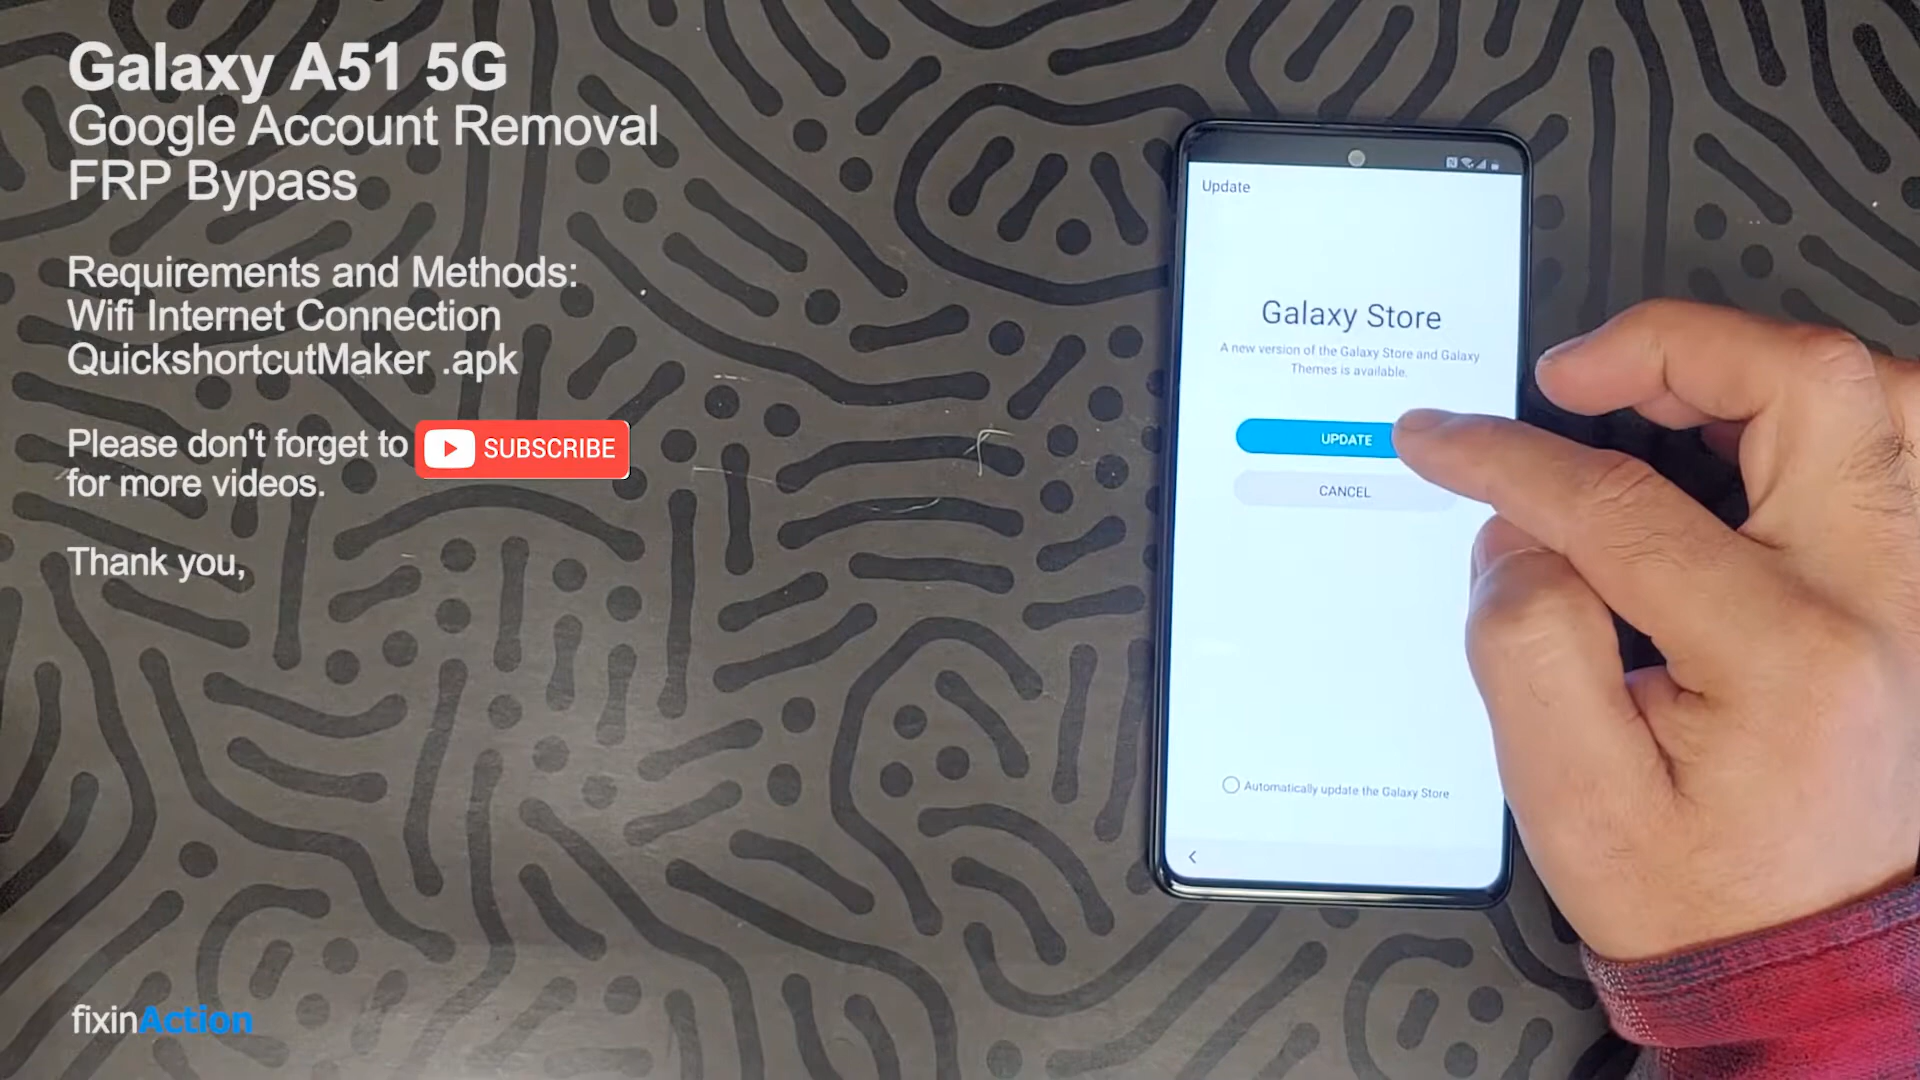 Galaxy A51 5G
Google Account Removal
FRP Bypass
Requirements and Methods:
Wifi Internet Connection
QuickshortcutMaker .apk
Please don't forget to SUBSCRIBE
for more videos.
Thank you,
fixinAction
Update
Galaxy Store
A new version of the Galaxy Store and Galaxy
Themes is available.
UPDATE
CANCEL
Automatically update the Galaxy Store